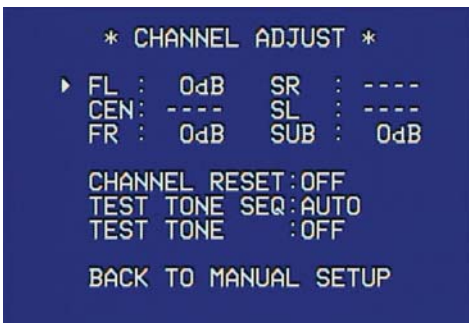 * CHANNEL ADJUST *
FL : 0dB SR : ----
CEN: ---- SL : ----
FR : 0dB SUB : 0dB
CHANNEL RESET:OFF
TEST TONE SEQ:AUTO
TEST TONE :OFF
BACK TO MANUAL SETUP